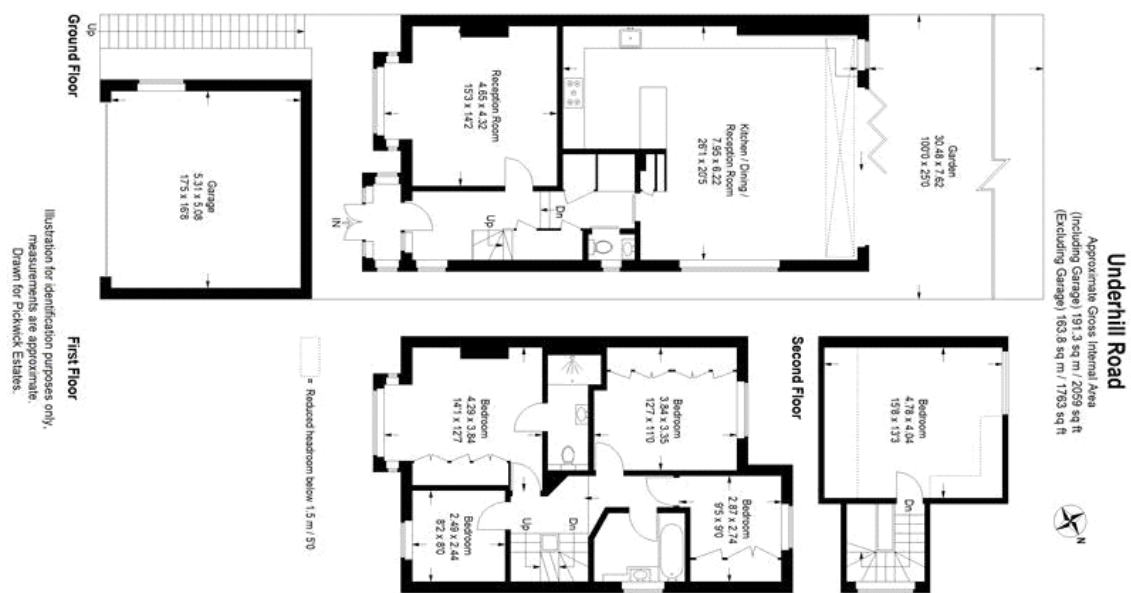 Underhill Road
Approximate Gross Internal Area
(Including Garage) 191.3 sq m / 2059 sq ft
(Excluding Garage) 163.8 sq m / 1763 sq ft
N
Garden
30.48 x 7.62
100'0 x 25'0
Kitchen / Dining /
Reception Room
7.95 x 6.22
26'1 x 20'5
Dn
Reception Room
4.65 x 4.32
15'3 x 14'2
Up
IN
Garage
5.31 x 5.08
17'5 x 16'8
Up
Ground Floor
Bedroom
4.78 x 4.04
15'8 x 13'3
Dn
Second Floor
Bedroom
3.84 x 3.35
12'7 x 11'0
Bedroom
2.87 x 2.74
9'5 x 9'0
Dn
Up
Bedroom
4.29 x 3.84
14'1 x 12'7
Bedroom
2.49 x 2.44
8'2 x 8'0
= Reduced headroom below 1.5 m / 5'0
First Floor
Illustration for identification purposes only,
measurements are approximate.
Drawn for Pickwick Estates.